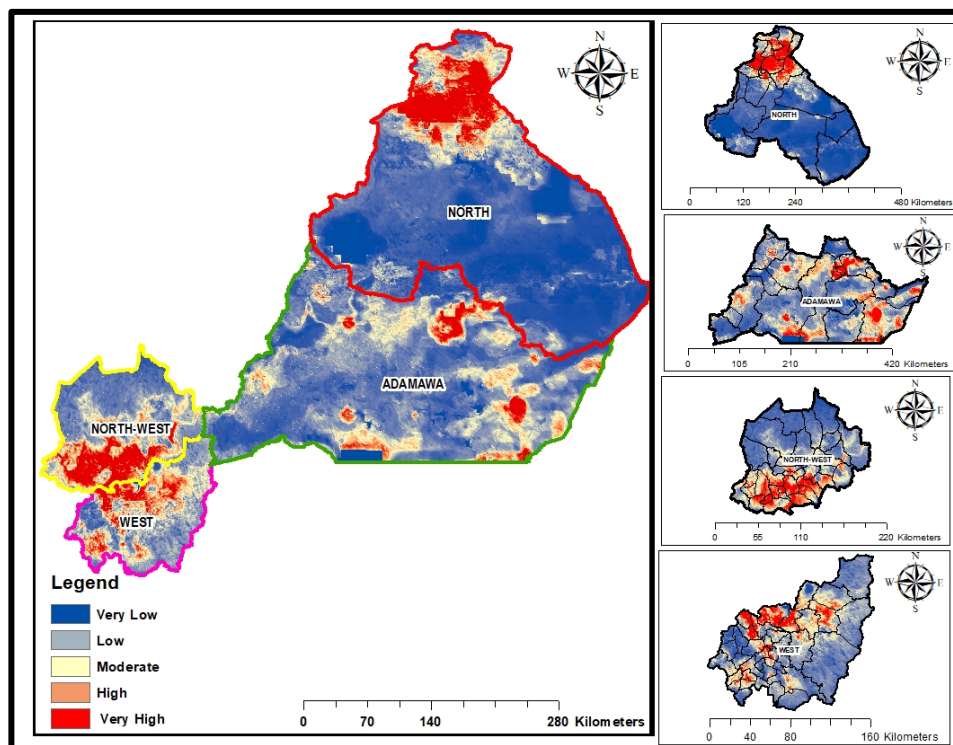 N
W E
S
NORTH
ADAMAWA
NORTH-WEST
WEST
Legend
Very Low
Low
Moderate
High
Very High
0 70 140 280 Kilometers
N
W E
S
NORTH
0 120 240 480 Kilometers
N
W E
S
ADAMAWA
0 105 210 420 Kilometers
N
W E
S
NORTH-WEST
0 55 110 220 Kilometers
N
W E
S
WEST
0 40 80 160 Kilometers